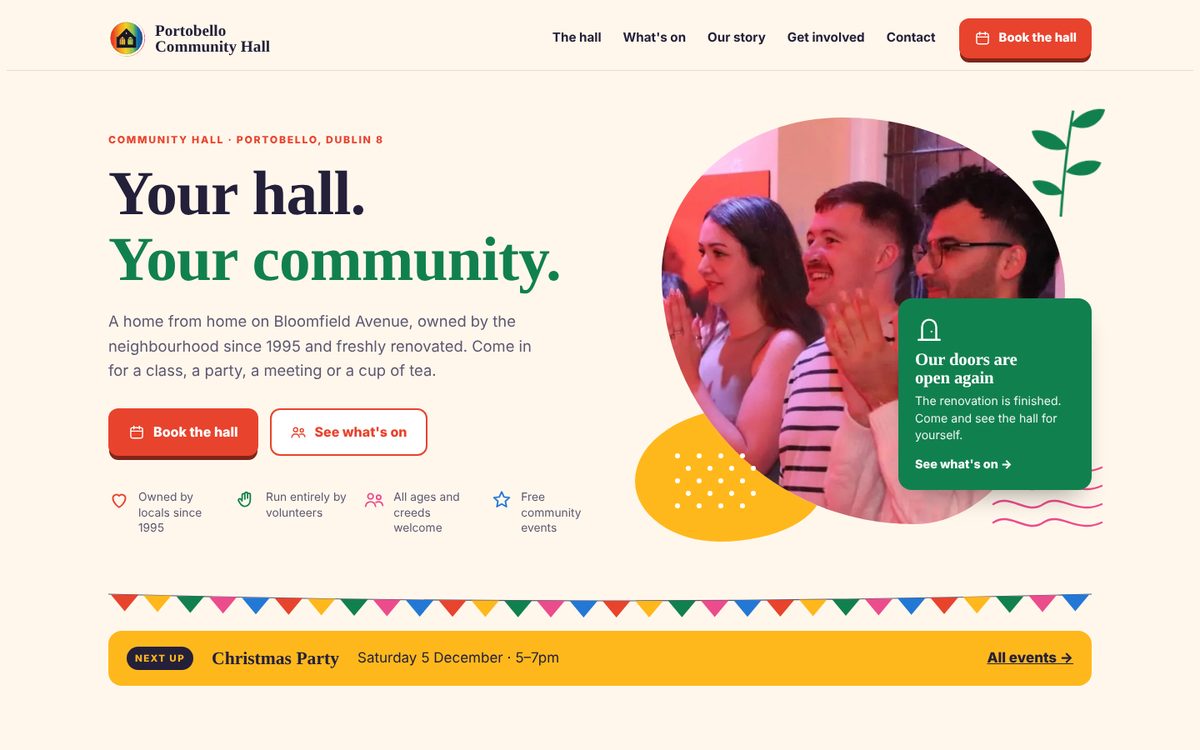 Portobello
Community Hall
The hall
What's on
Our story
Get involved
Contact
Book the hall
COMMUNITY HALL · PORTOBELLO, DUBLIN 8
Your hall.
Your community.
A home from home on Bloomfield Avenue, owned by the
neighbourhood since 1995 and freshly renovated. Come in
for a class, a party, a meeting or a cup of tea.
Book the hall
See what's on
Owned by
locals since
1995
Run entirely by
volunteers
All ages and
creeds
welcome
Free
community
events
Our doors are
open again
The renovation is finished.
Come and see the hall for
yourself.
See what's on →
NEXT UP
Christmas Party
Saturday 5 December · 5–7pm
All events →